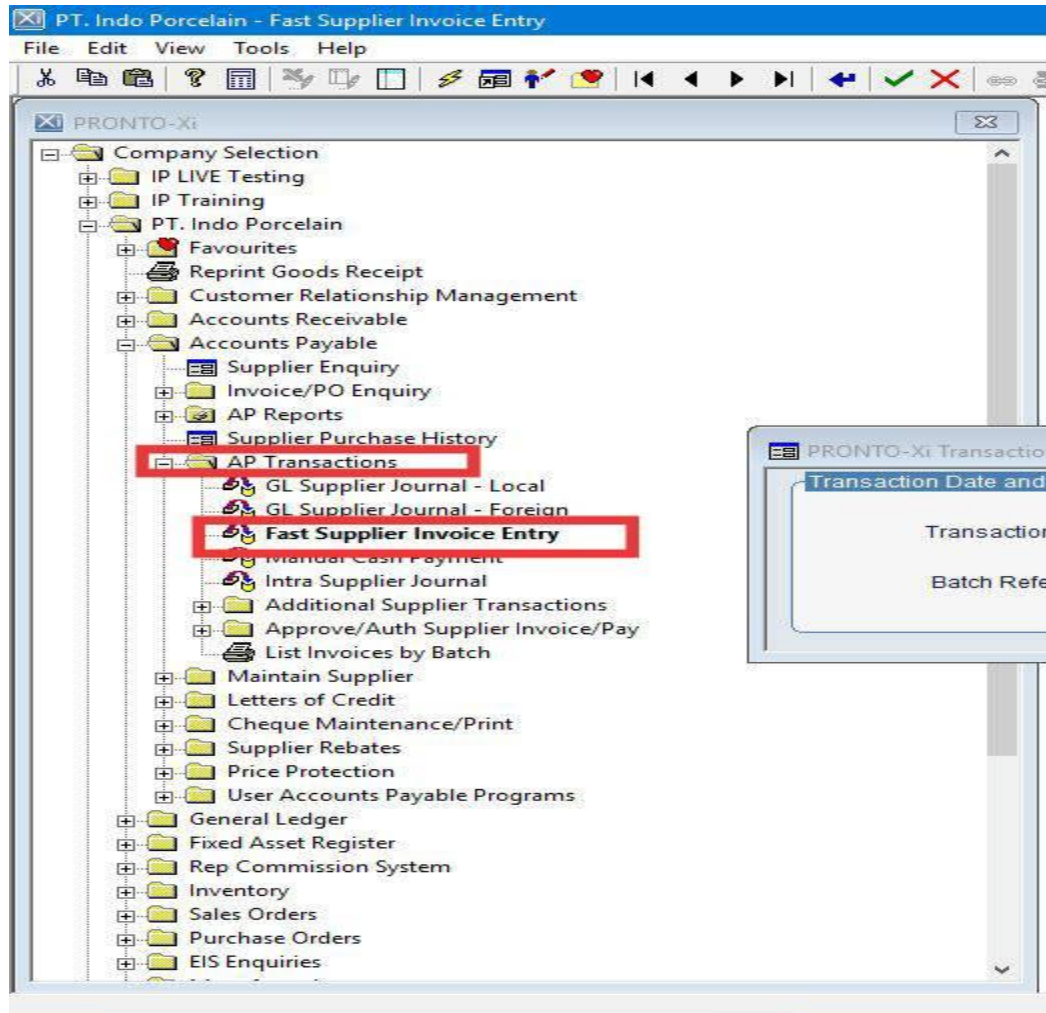 PT. Indo Porcelain - Fast Supplier Invoice Entry
File Edit View Tools Help
PRONTO-Xi
Company Selection
IP LIVE Testing
IP Training
PT. Indo Porcelain
Favourites
Reprint Goods Receipt
Customer Relationship Management
Accounts Receivable
Accounts Payable
Supplier Enquiry
Invoice/PO Enquiry
AP Reports
Supplier Purchase History
AP Transactions
GL Supplier Journal - Local
GL Supplier Journal - Foreign
Fast Supplier Invoice Entry
Manual Cash Payment
Intra Supplier Journal
Additional Supplier Transactions
Approve/Auth Supplier Invoice/Pay
List Invoices by Batch
Maintain Supplier
Letters of Credit
Cheque Maintenance/Print
Supplier Rebates
Price Protection
User Accounts Payable Programs
General Ledger
Fixed Asset Register
Rep Commission System
Inventory
Sales Orders
Purchase Orders
EIS Enquiries
PRONTO-Xi Transactio
Transaction Date and
Transaction
Batch Refe